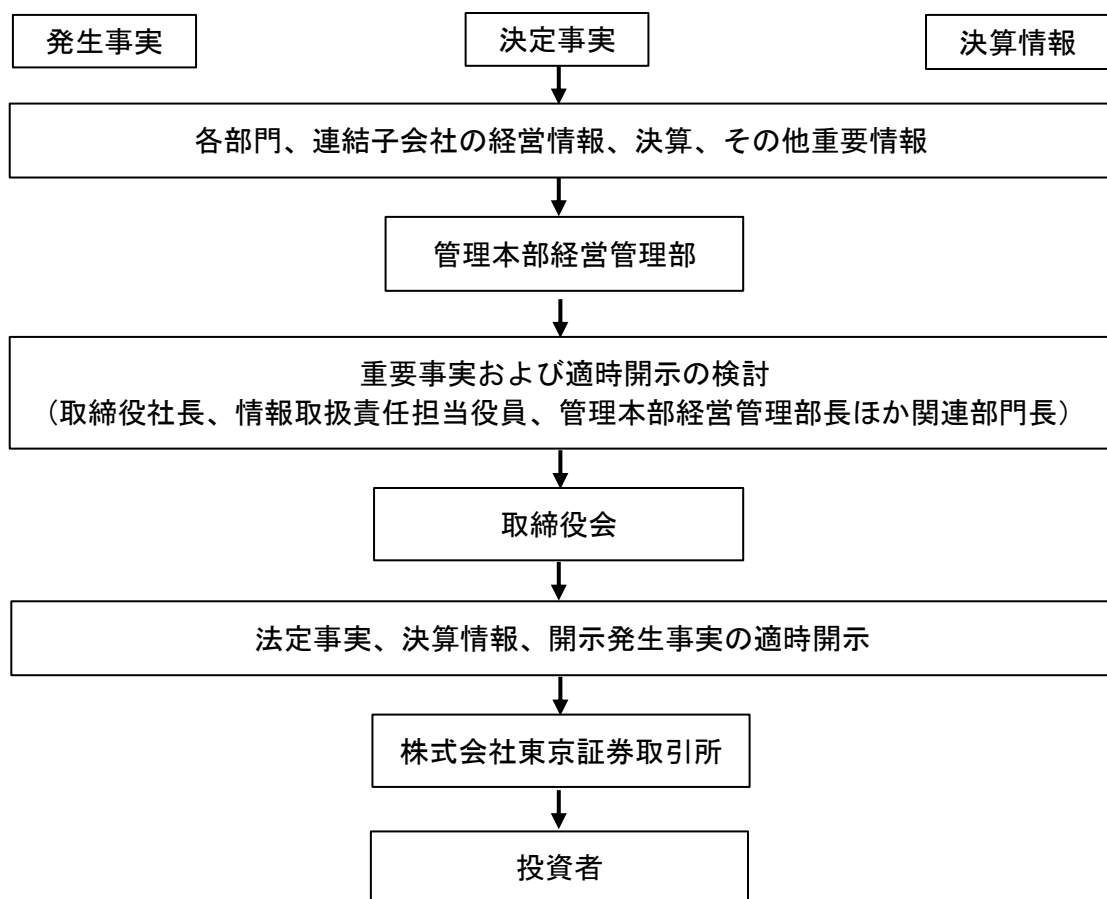 発生事実
決定事実
決算情報
各部門、連結子会社の経営情報、決算、その他重要情報
管理本部経営管理部
重要事実および適時開示の検討
（取締役社長、情報取扱責任担当役員、管理本部経営管理部長ほか関連部門長）
取締役会
法定事実、決算情報、開示発生事実の適時開示
株式会社東京証券取引所
投資者